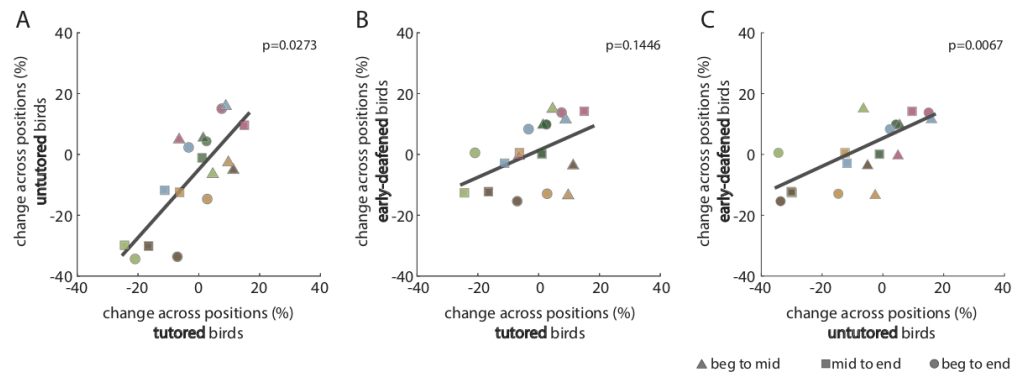 A
B
C
p=0.0273
p=0.1446
p=0.0067
40
20
0
-20
-40
-40
-20
0
20
40
change across positions (%)
untutored birds
change across positions (%)
tutored birds
40
20
0
-20
-40
-40
-20
0
20
40
change across positions (%)
early-deafened birds
change across positions (%)
tutored birds
40
20
0
-20
-40
-40
-20
0
20
40
change across positions (%)
early-deafened birds
change across positions (%)
untutored birds
beg to mid
mid to end
beg to end